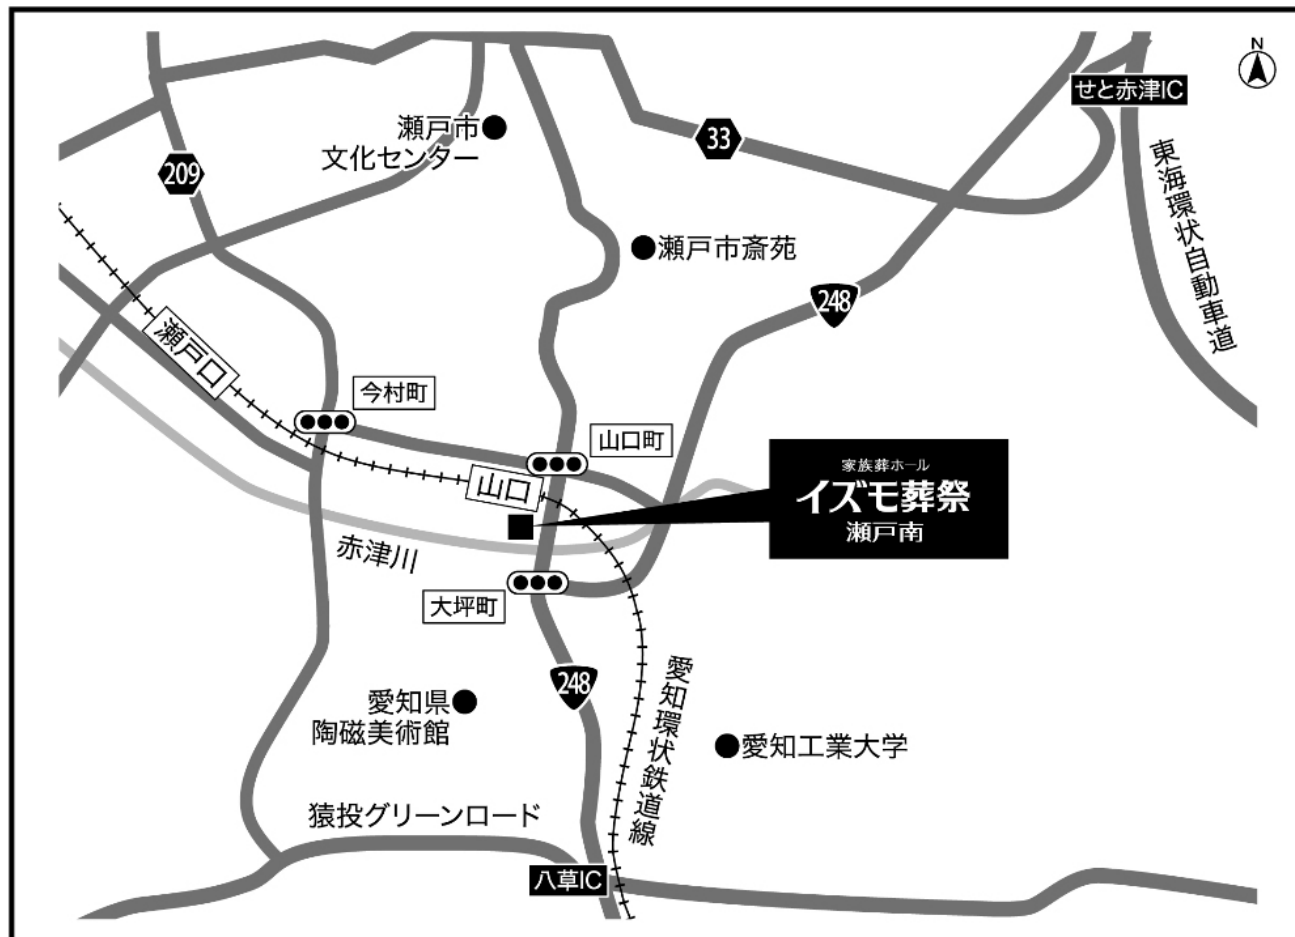 N
せと赤津IC
瀬戸市
文化センター
33
209
東海環状自動車道
瀬戸市斎苑
248
瀬戸口
今村町
山口町
山口
家族葬ホール
イズモ葬祭
瀬戸南
赤津川
大坪町
248
愛知県
陶磁美術館
愛知環状鉄道線
愛知工業大学
猿投グリーンロード
八草IC